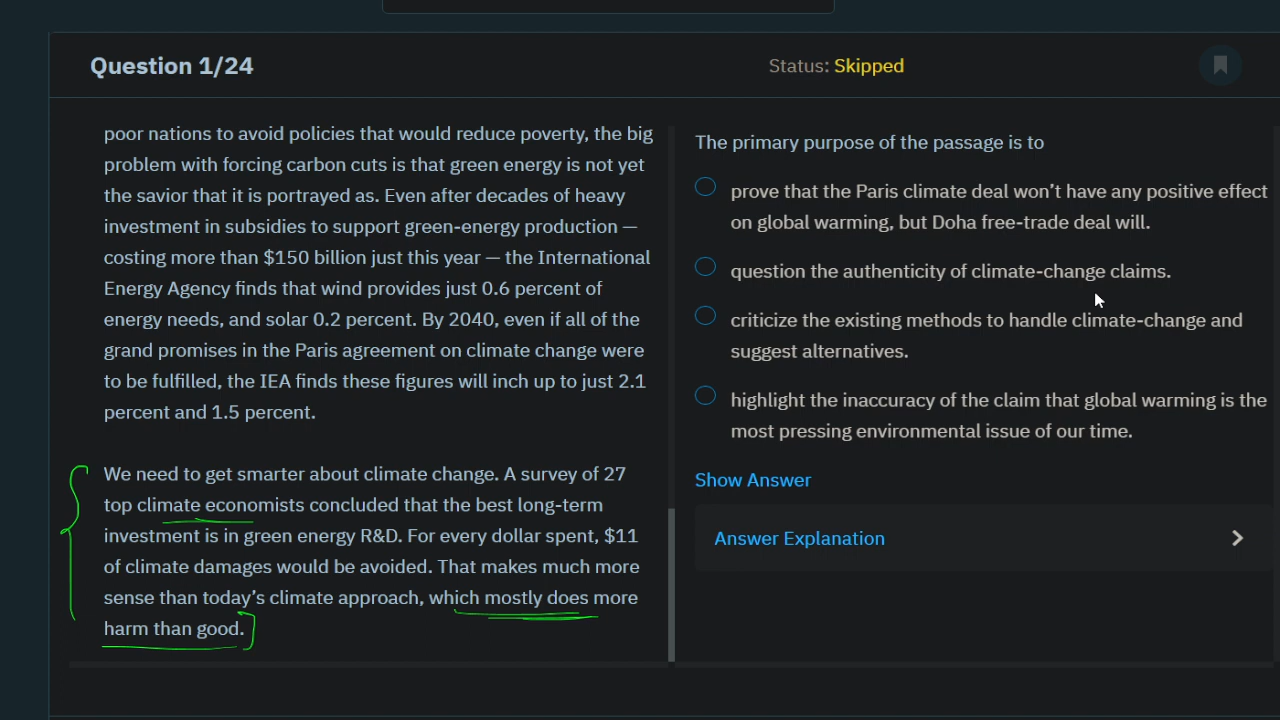 Question 1/24
Status: Skipped
poor nations to avoid policies that would reduce poverty, the big
problem with forcing carbon cuts is that green energy is not yet
the savior that it is portrayed as. Even after decades of heavy
investment in subsidies to support green-energy production —
costing more than $150 billion just this year — the International
Energy Agency finds that wind provides just 0.6 percent of
energy needs, and solar 0.2 percent. By 2040, even if all of the
grand promises in the Paris agreement on climate change were
to be fulfilled, the IEA finds these figures will inch up to just 2.1
percent and 1.5 percent.
We need to get smarter about climate change. A survey of 27
top climate economists concluded that the best long-term
investment is in green energy R&D. For every dollar spent, $11
of climate damages would be avoided. That makes much more
sense than today’s climate approach, which mostly does more
harm than good.
The primary purpose of the passage is to
prove that the Paris climate deal won’t have any positive effect
on global warming, but Doha free-trade deal will.
question the authenticity of climate-change claims.
criticize the existing methods to handle climate-change and
suggest alternatives.
highlight the inaccuracy of the claim that global warming is the
most pressing environmental issue of our time.
Show Answer
Answer Explanation